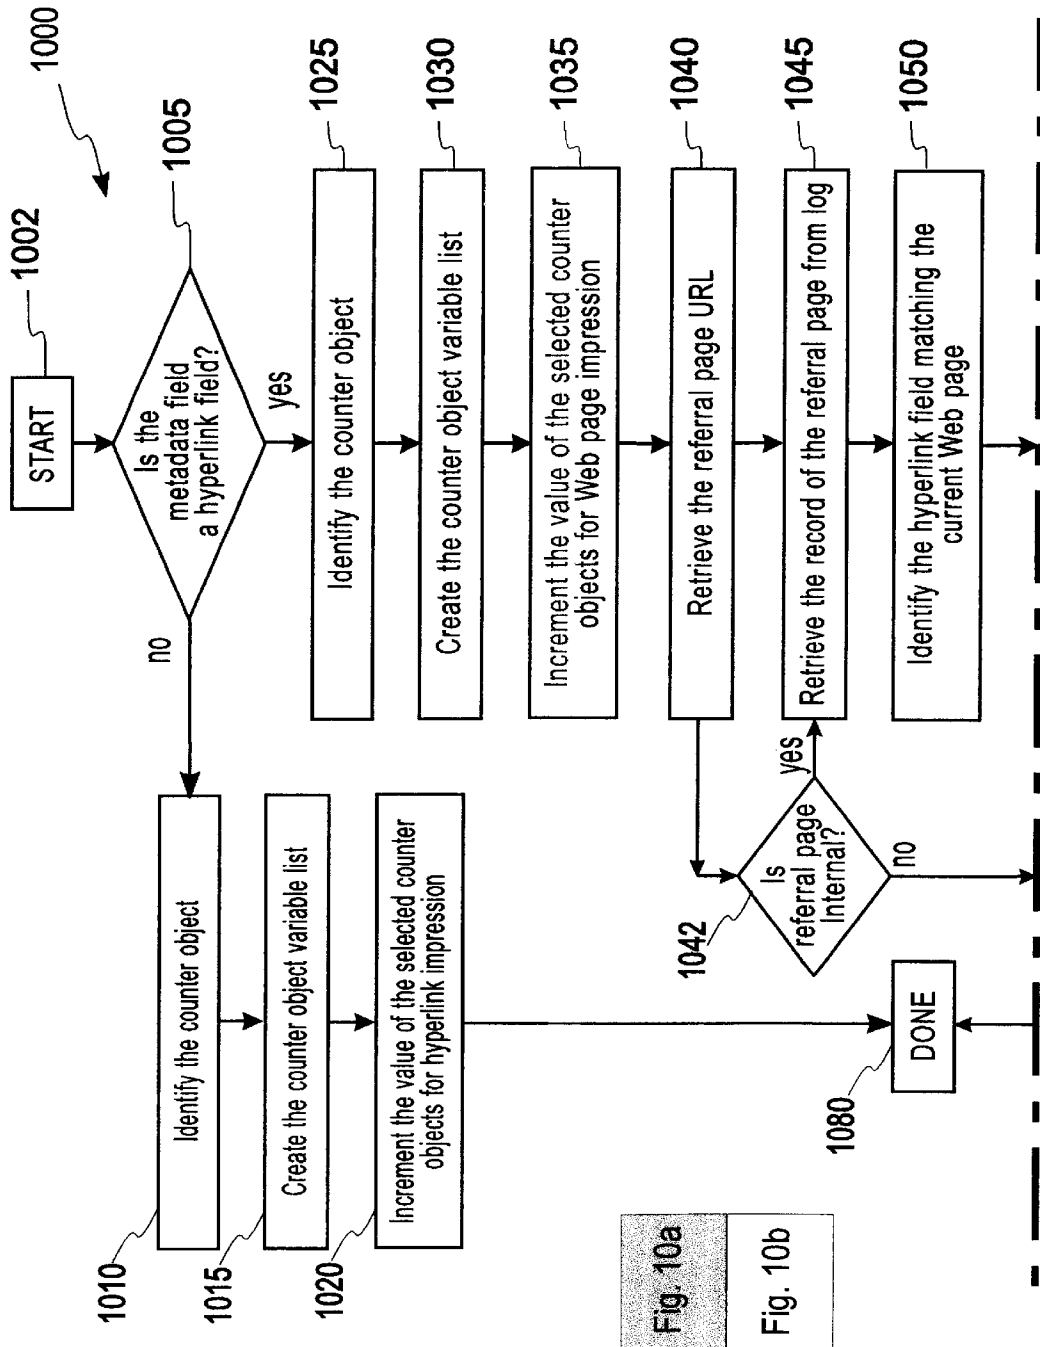 1000
START
1002
Is the
metadata field
a hyperlink field?
1005
no
yes
Identify the counter object
1010
Create the counter object variable list
1015
Increment the value of the selected counter
objects for hyperlink impression
1020
Identify the counter object
1025
Create the counter object variable list
1030
Increment the value of the selected counter
objects for Web page impression
1035
Retrieve the referral page URL
1040
Is
referral page
Internal?
1042
yes
no
Retrieve the record of the referral page from log
1045
Identify the hyperlink field matching the
current Web page
1050
DONE
1080
Fig. 10a
Fig. 10b